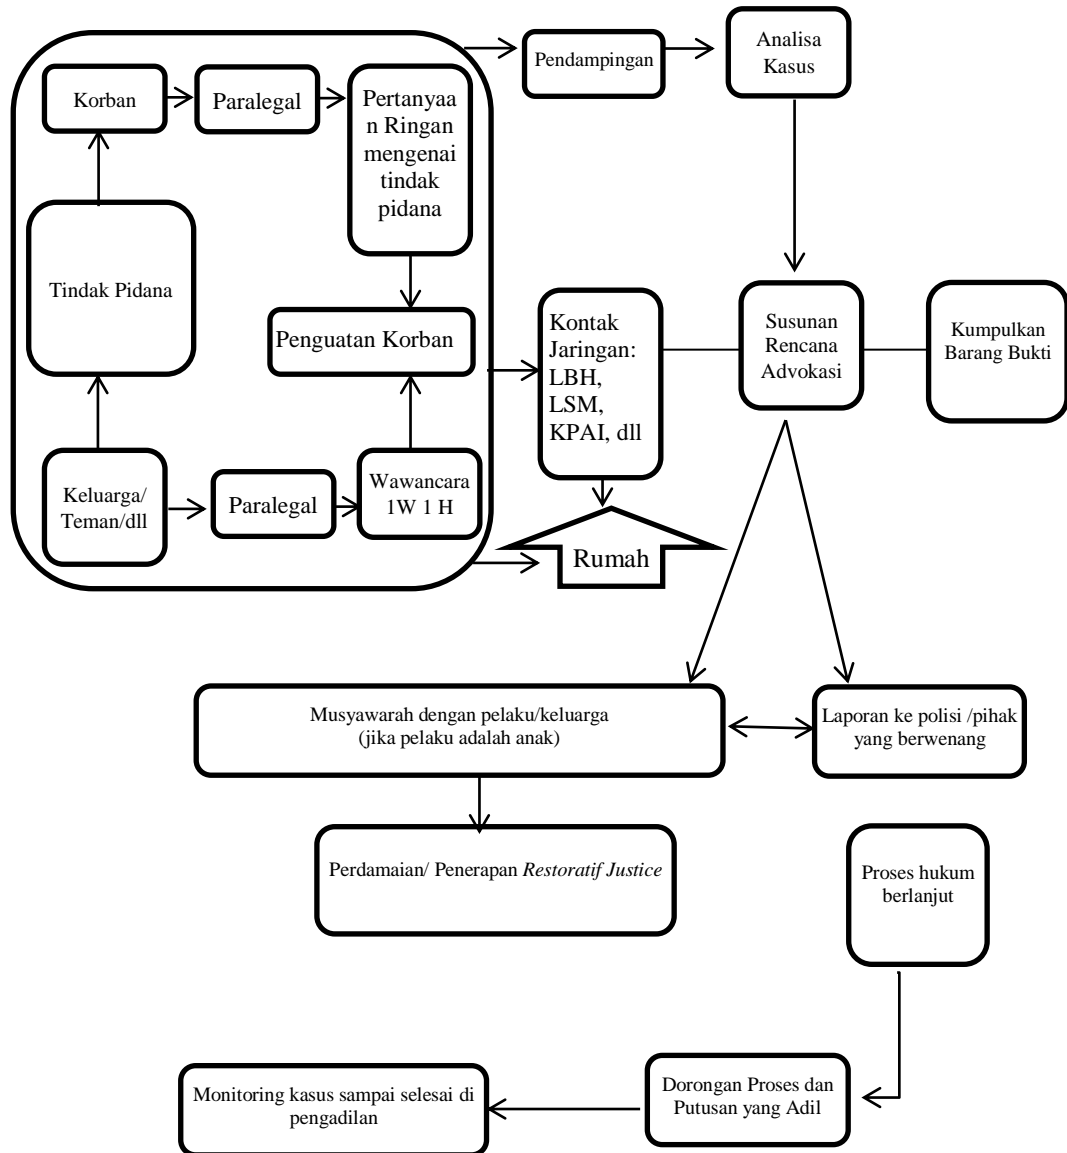 Korban
Paralegal
Pertanyaa
n Ringan
mengenai
tindak
pidana
Pendampingan
Analisa
Kasus
Tindak Pidana
Penguatan Korban
Kontak
Jaringan:
LBH,
LSM,
KPAI, dll
Susunan
Rencana
Advokasi
Kumpulkan
Barang Bukti
Keluarga/
Teman/dll
Paralegal
Wawancara
1W 1 H
Rumah
Musyawarah dengan pelaku/keluarga
(jika pelaku adalah anak)
Laporan ke polisi /pihak
yang berwenang
Perdamaian/ Penerapan Restoratif Justice
Proses hukum
berlanjut
Dorongan Proses dan
Putusan yang Adil
Monitoring kasus sampai selesai di
pengadilan